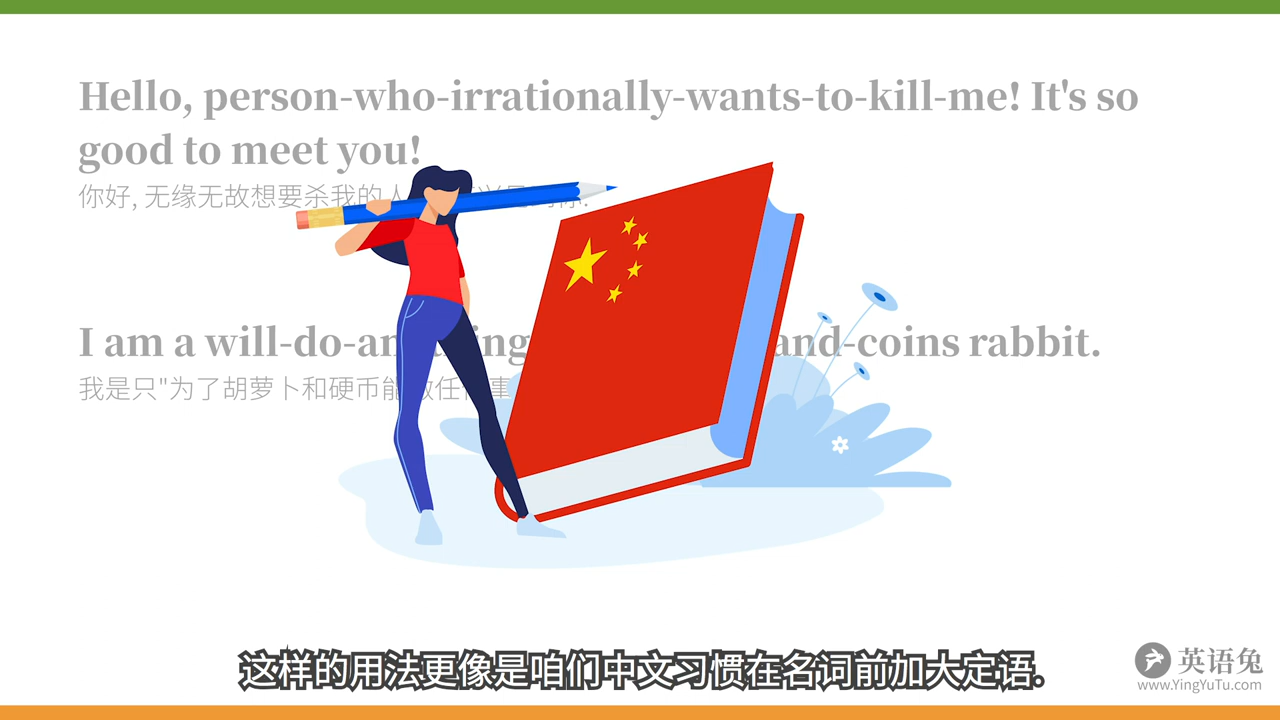 Hello, person-who-irrationally-wants-to-kill-me! It's so
good to meet you!
你好, 无缘无故想要杀我的人
I am a will-do-an and-coins rabbit.
我是只"为了胡萝卜和硬币能
这样的用法更像是咱们中文习惯在名词前加大定语.
英语兔
www.YingYuTu.com